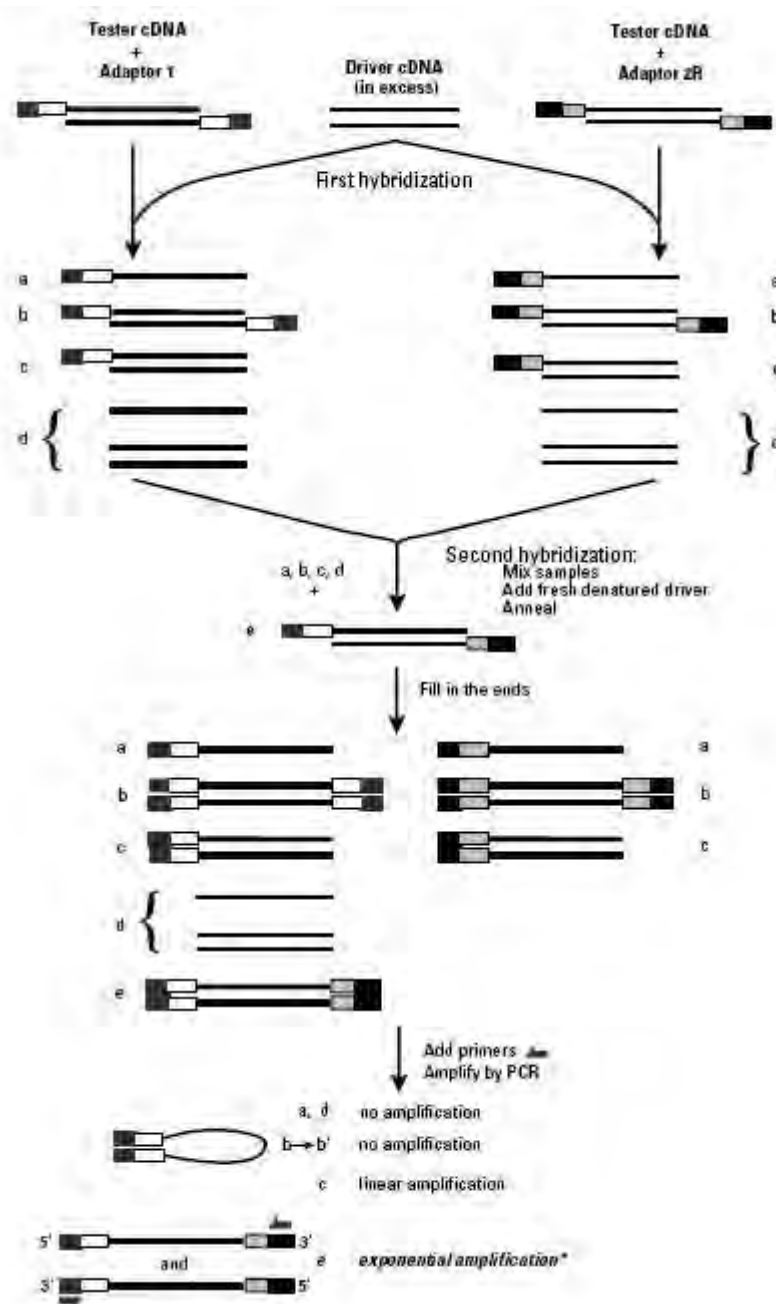 Tester cDNA
+
Adaptor 1
Driver cDNA
(in excess)
Tester cDNA
+
Adaptor 2R
First hybridization
a
b
c
d
a
b
a, b, c, d
+
e
Second hybridization:
Mix samples
Add fresh denatured driver
Anneal
Fill in the ends
a
a
b
b
c
c
d
e
Add primers
Amplify by PCR
a, d no amplification
b b' no amplification
c linear amplification
5' 3'
and
e exponential amplification*
3' 5'